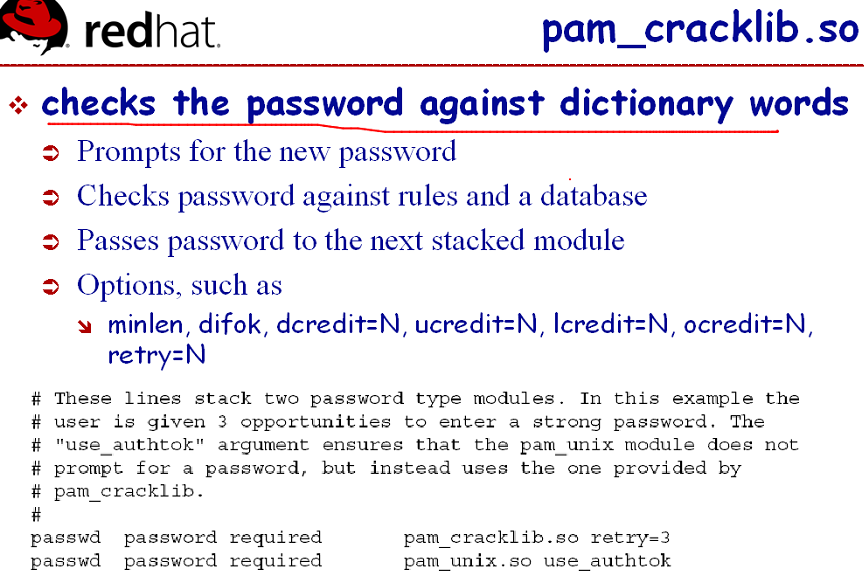 redhat.
pam_cracklib.so
checks the password against dictionary words
Prompts for the new password
Checks password against rules and a database
Passes password to the next stacked module
Options, such as
minlen, difok, dcredit=N, ucredit=N, lcredit=N, ocredit=N,
retry=N
# These lines stack two password type modules. In this example the
# user is given 3 opportunities to enter a strong password. The
# "use_authtok" argument ensures that the pam_unix module does not
# prompt for a password, but instead uses the one provided by
# pam_cracklib.
#
passwd  password required       pam_cracklib.so retry=3
passwd  password required       pam_unix.so use_authtok